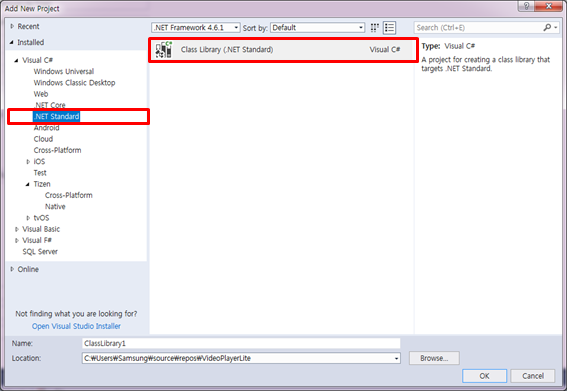 Add New Project
Recent
.NET Framework 4.6.1 Sort by: Default Search (Ctrl+E)
Installed
Visual C#
Windows Universal
Windows Classic Desktop
Web
.NET Core
.NET Standard
Android
Cloud
Cross-Platform
iOS
Test
Tizen
Cross-Platform
Native
tvOS
Visual Basic
Visual F#
SQL Server
Online
Not finding what you are looking for?
Open Visual Studio Installer
Class Library (.NET Standard) Visual C#
Type: Visual C#
A project for creating a class library that
targets .NET Standard.
Name: ClassLibrary1
Location: C:₩Users₩Samsung₩source₩repos₩VideoPlayerLite Browse...
OK Cancel